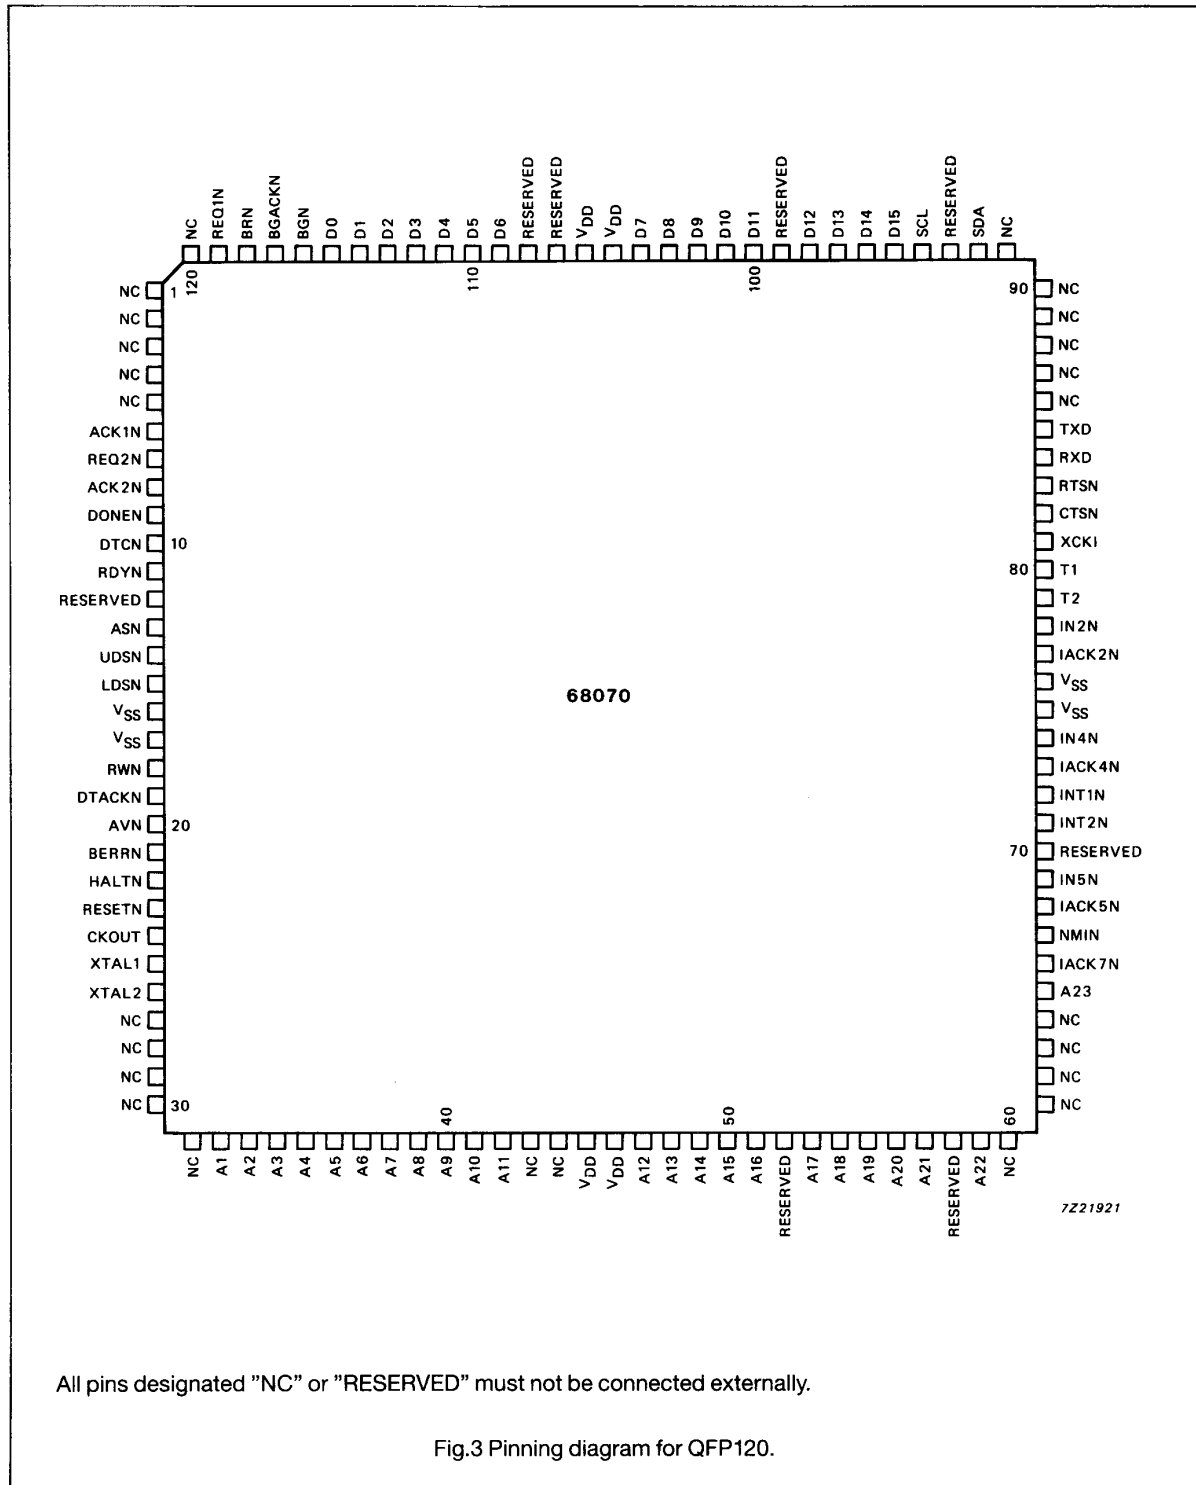 NC
REQ1N
BRN
BGACKN
BGN
D0
D1
D2
D3
D4
D5
D6
RESERVED
RESERVED
VDD
VDD
D7
D8
D9
D10
D11
RESERVED
D12
D13
D14
D15
SCL
RESERVED
SDA
NC
120
110
100
NC 1
NC
NC
NC
NC
ACK1N
REQ2N
ACK2N
DONEN
DTCN 10
RDYN
RESERVED
ASN
UDSN
LDSN
VSS
VSS
RWN
DTACKN
AVN 20
BERRN
HALTN
RESETN
CKOUT
XTAL1
XTAL2
NC
NC
NC
NC 30
68070
90 NC
NC
NC
NC
NC
TXD
RXD
RTSN
CTSN
XCKI
80 T1
T2
IN2N
IACK2N
VSS
VSS
IN4N
IACK4N
INT1N
INT2N
70 RESERVED
IN5N
IACK5N
NMIN
IACK7N
A23
NC
NC
NC
NC
40
50
60
NC
A1
A2
A3
A4
A5
A6
A7
A8
A9
A10
A11
NC
NC
VDD
VDD
A12
A13
A14
A15
A16
RESERVED
A17
A18
A19
A20
A21
RESERVED
A22
NC
7Z21921
All pins designated ”NC” or ”RESERVED” must not be connected externally.
Fig.3 Pinning diagram for QFP120.